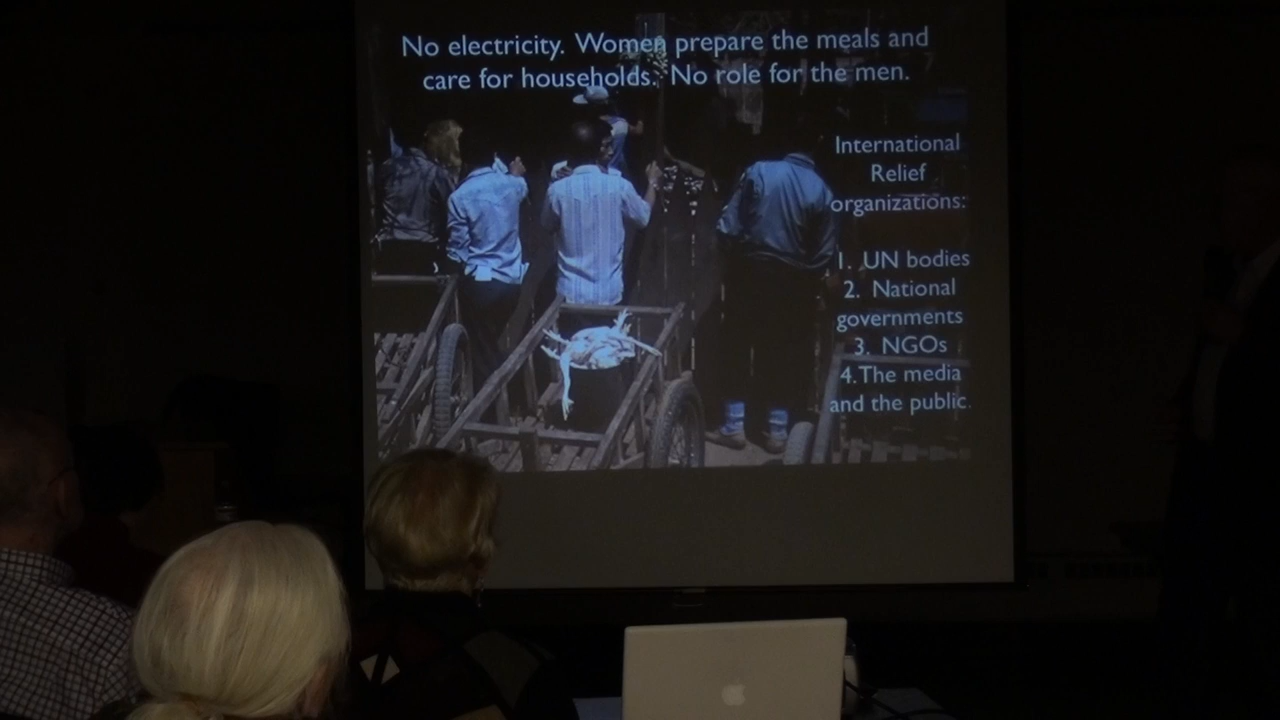 No electricity. Women prepare the meals and
care for households. No role for the men.
International
Relief
organizations:
1. UN bodies
2. National
governments
3. NGOs
4.The media
and the public.